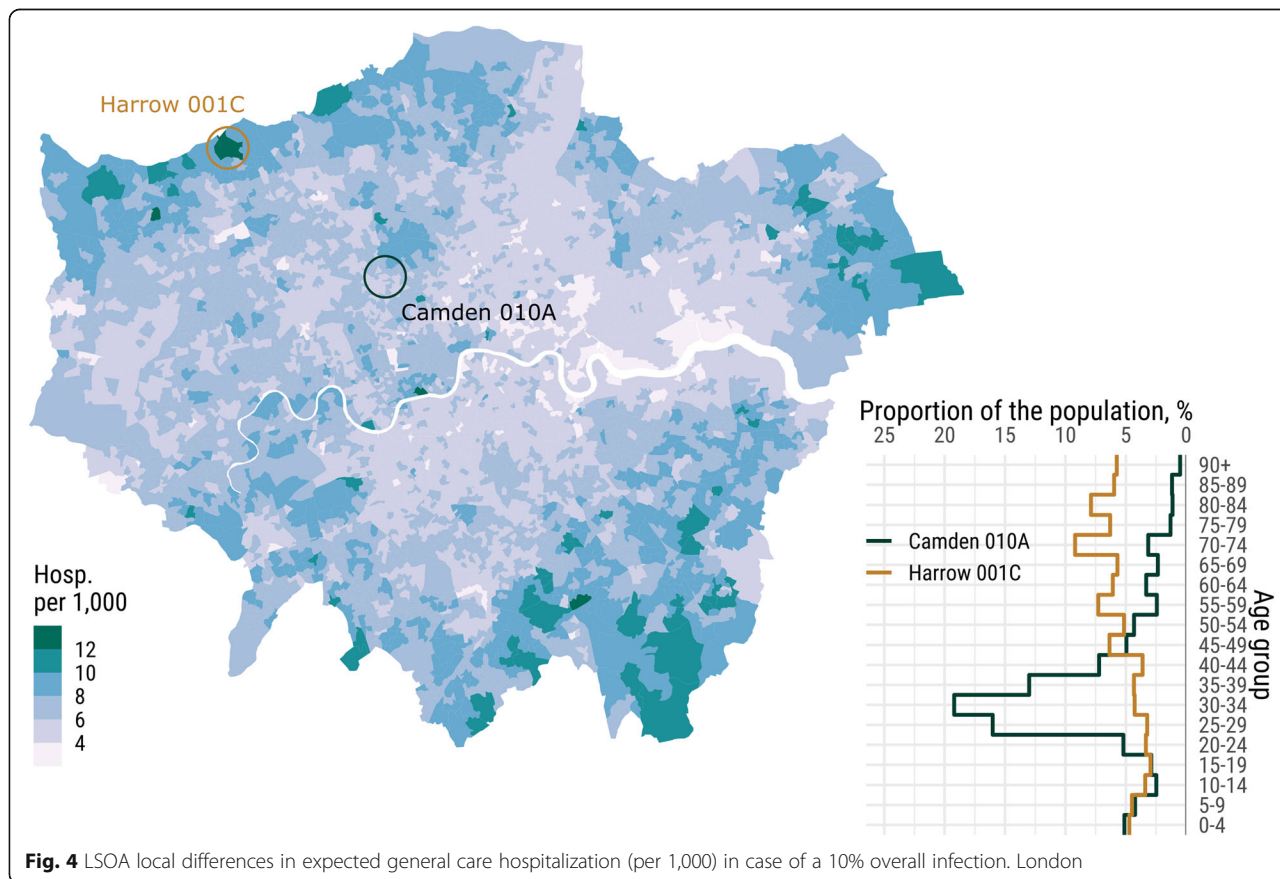 Harrow 001C
Camden 010A
Hosp.
per 1,000
12
10
8
6
4
Proportion of the population, %
25 20 15 10 5 0
Camden 010A
Harrow 001C
90+
85-89
80-84
75-79
70-74
65-69
60-64
55-59
50-54
45-49
40-44
35-39
30-34
25-29
20-24
15-19
10-14
5-9
0-4
Age group
Fig. 4 LSOA local differences in expected general care hospitalization (per 1,000) in case of a 10% overall infection. London